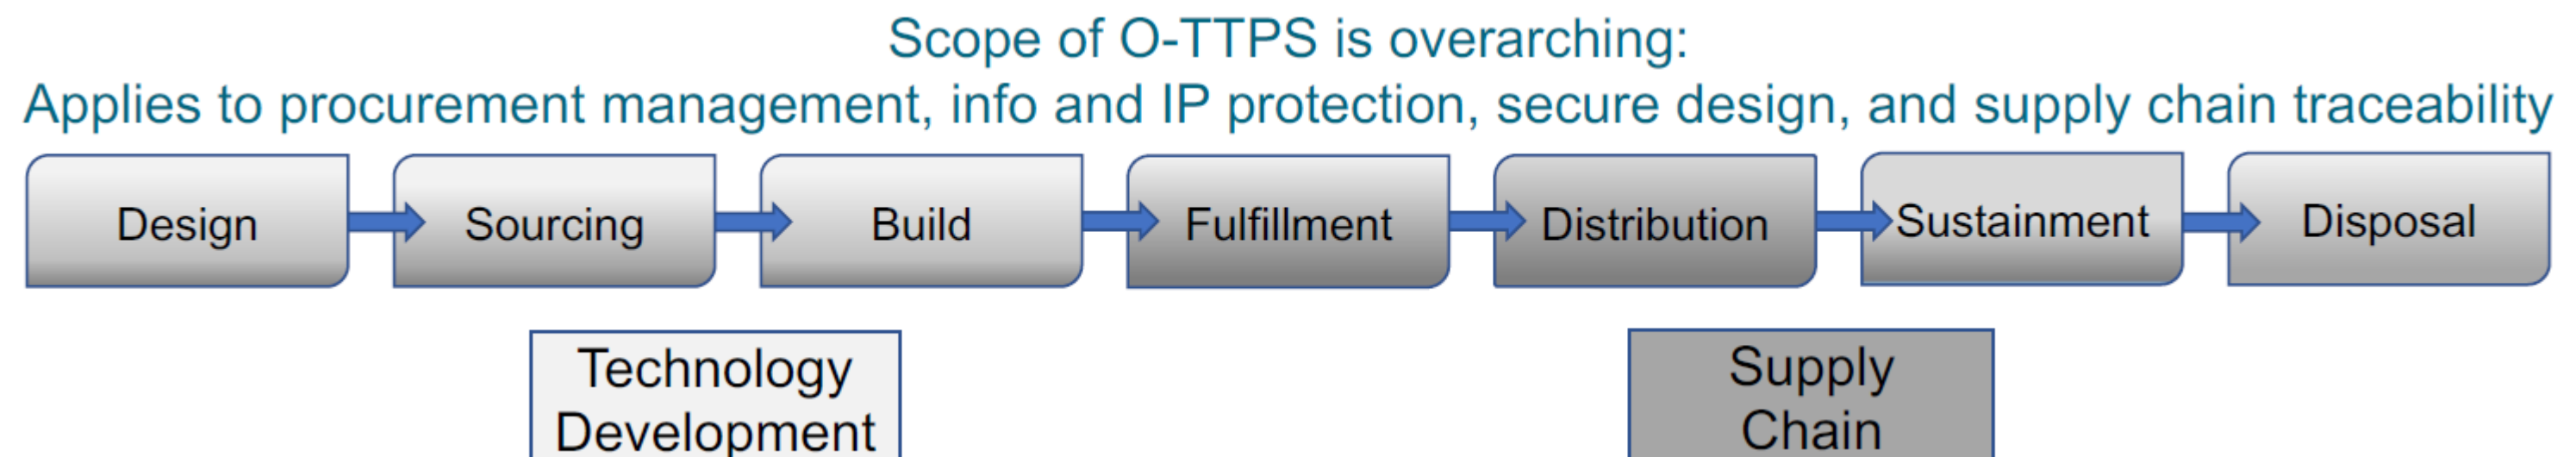 Scope of O-TTPS is overarching:
Applies to procurement management, info and IP protection, secure design, and supply chain traceability
Design
Sourcing
Build
Fulfillment
Distribution
Sustainment
Disposal
Technology
Development
Supply
Chain